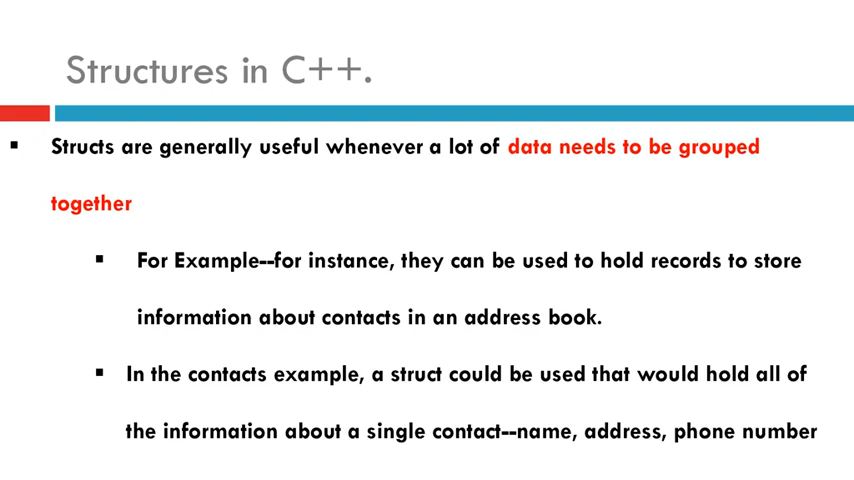 Structures in C++.
▪ Structs are generally useful whenever a lot of data needs to be grouped
together
▪ For Example--for instance, they can be used to hold records to store
information about contacts in an address book.
▪ In the contacts example, a struct could be used that would hold all of
the information about a single contact--name, address, phone number